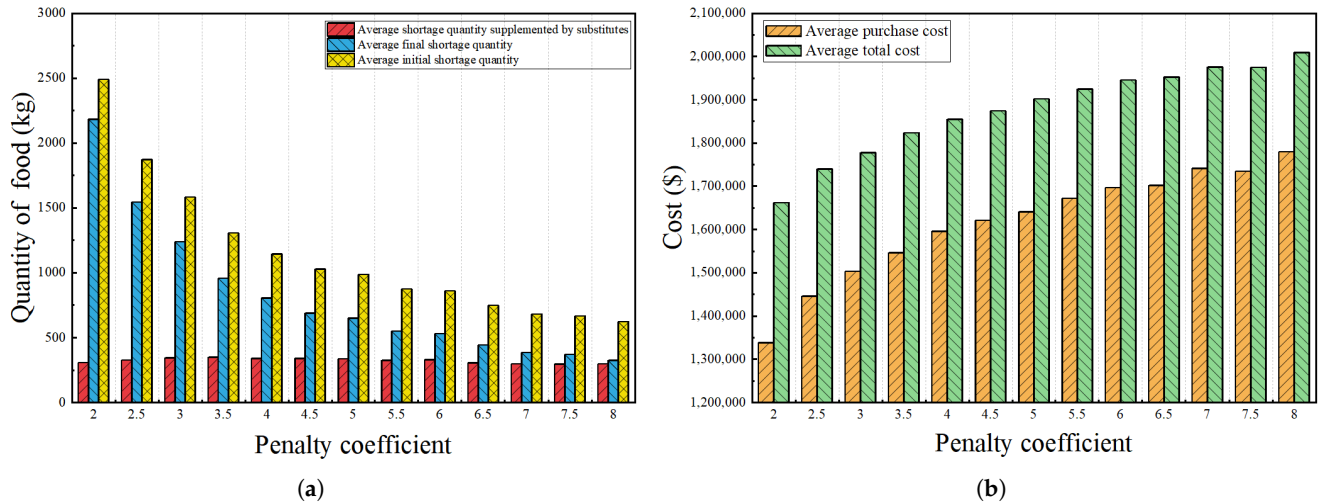 3000
2500
2000
1500
1000
500
0
Quantity of food (kg)
Average shortage quantity supplemented by substitutes
Average final shortage quantity
Average initial shortage quantity
2 2.5 3 3.5 4 4.5 5 5.5 6 6.5 7 7.5 8
Penalty coefficient
(a)
2,100,000
2,000,000
1,900,000
1,800,000
1,700,000
1,600,000
1,500,000
1,400,000
1,300,000
1,200,000
Cost ($)
Average purchase cost
Average total cost
2 2.5 3 3.5 4 4.5 5 5.5 6 6.5 7 7.5 8
Penalty coefficient
(b)